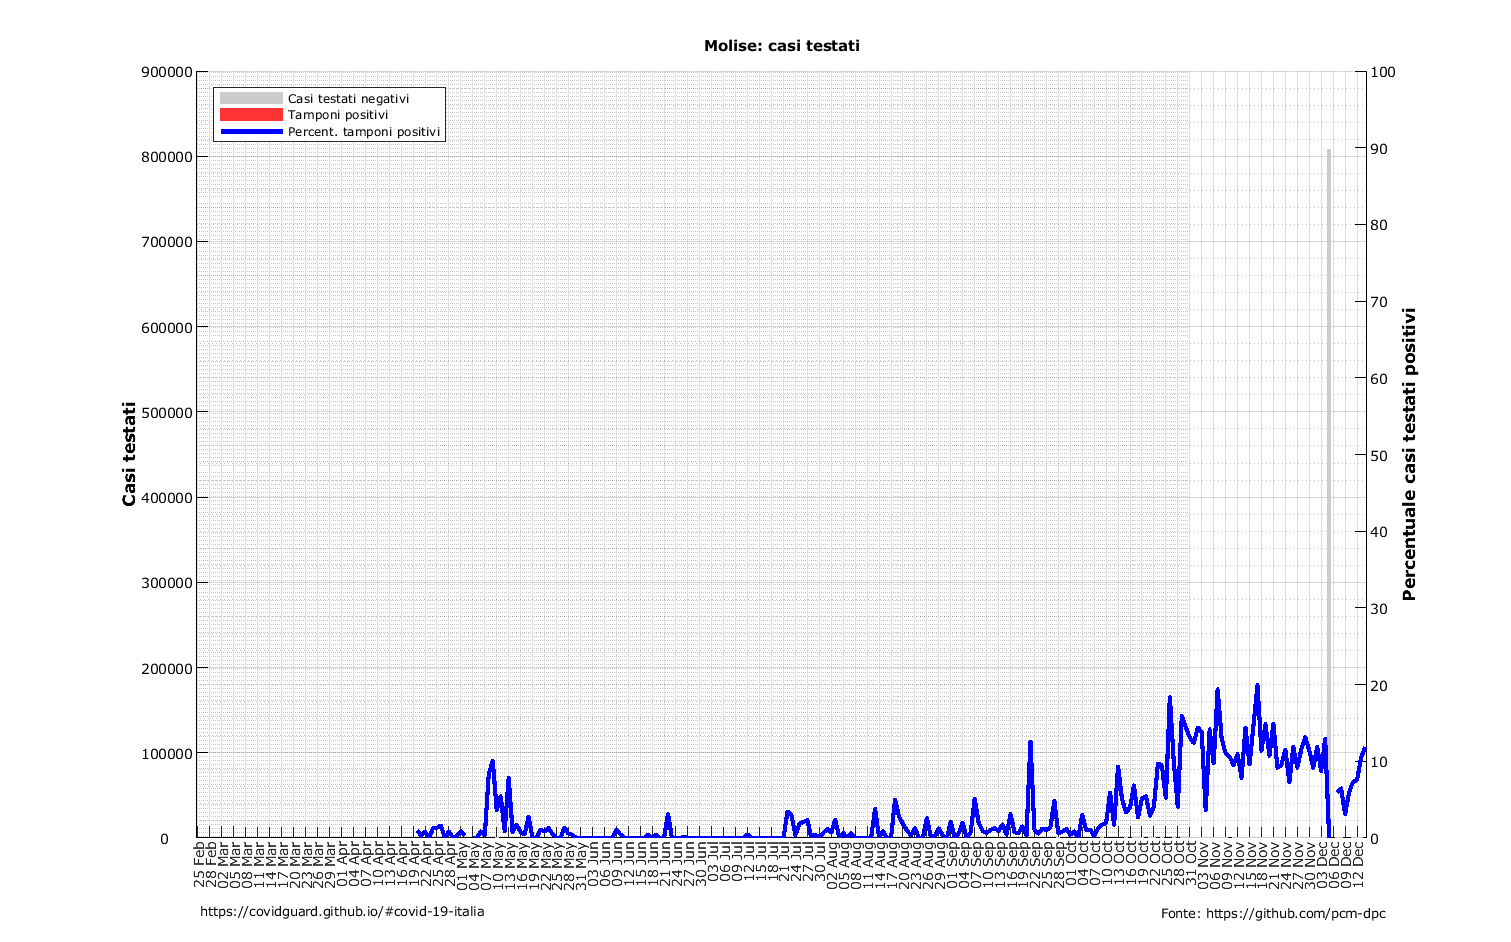 Molise: casi testati
Casi testati negativi
Tamponi positivi
Percent. tamponi positivi
900000
800000
700000
600000
500000
400000
300000
200000
100000
0
Casi testati
100
90
80
70
60
50
40
30
20
10
0
Percentuale casi testati positivi
25 Feb
28 Feb
02 Mar
05 Mar
08 Mar
11 Mar
14 Mar
17 Mar
20 Mar
23 Mar
26 Mar
29 Mar
01 Apr
04 Apr
07 Apr
10 Apr
13 Apr
16 Apr
19 Apr
22 Apr
25 Apr
28 Apr
01 May
04 May
07 May
10 May
13 May
16 May
19 May
22 May
25 May
28 May
31 May
03 Jun
06 Jun
09 Jun
12 Jun
15 Jun
18 Jun
21 Jun
24 Jun
27 Jun
30 Jun
03 Jul
06 Jul
09 Jul
12 Jul
15 Jul
18 Jul
21 Jul
24 Jul
27 Jul
30 Jul
02 Aug
05 Aug
08 Aug
11 Aug
14 Aug
17 Aug
20 Aug
23 Aug
26 Aug
29 Aug
01 Sep
04 Sep
07 Sep
10 Sep
13 Sep
16 Sep
19 Sep
22 Sep
25 Sep
28 Sep
01 Oct
04 Oct
07 Oct
10 Oct
13 Oct
16 Oct
19 Oct
22 Oct
25 Oct
28 Oct
31 Oct
03 Nov
06 Nov
09 Nov
12 Nov
15 Nov
18 Nov
21 Nov
24 Nov
27 Nov
30 Nov
03 Dec
06 Dec
09 Dec
12 Dec
https://covidguard.github.io/#covid-19-italia
Fonte: https://github.com/pcm-dpc